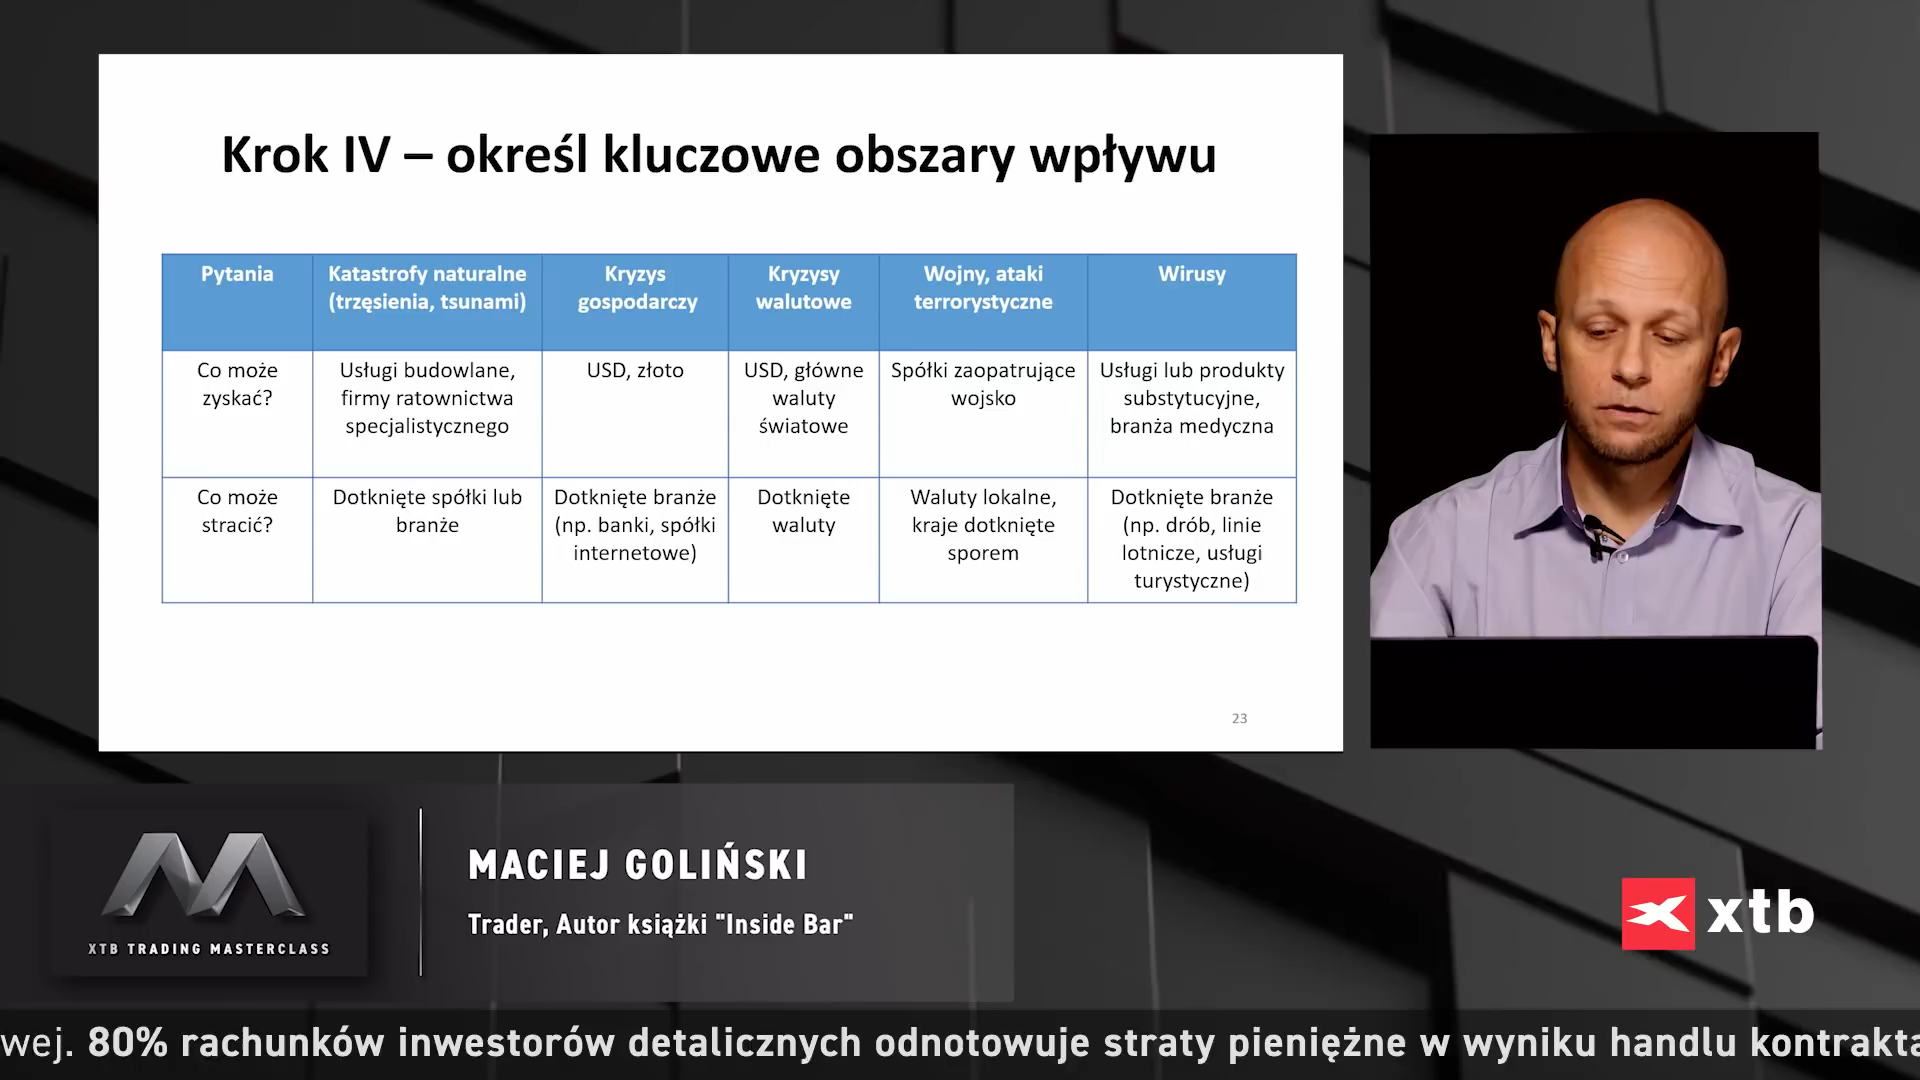 Krok IV – określ kluczowe obszary wpływu
Pytania
Katastrofy naturalne
(trzęsienia, tsunami)
Kryzys
gospodarczy
Kryzysy
walutowe
Wojny, ataki
terrorystyczne
Wirusy
Co może
zyskać?
Usługi budowlane,
firmy ratownictwa
specjalistycznego
USD, złoto
USD, główne
waluty
światowe
Spółki zaopatrujące
wojsko
Usługi lub produkty
substytucyjne,
branża medyczna
Co może
stracić?
Dotknięte spółki lub
branże
Dotknięte branże
(np. banki, spółki
internetowe)
Dotknięte
waluty
Waluty lokalne,
kraje dotknięte
sporem
Dotknięte branże
(np. drób, linie
lotnicze, usługi
turystyczne)
23
XTB TRADING MASTERCLASS
MACIEJ GOLIŃSKI
Trader, Autor książki "Inside Bar"
xtb
wej. 80% rachunków inwestorów detalicznych odnotowuje straty pieniężne w wyniku handlu kontrakta